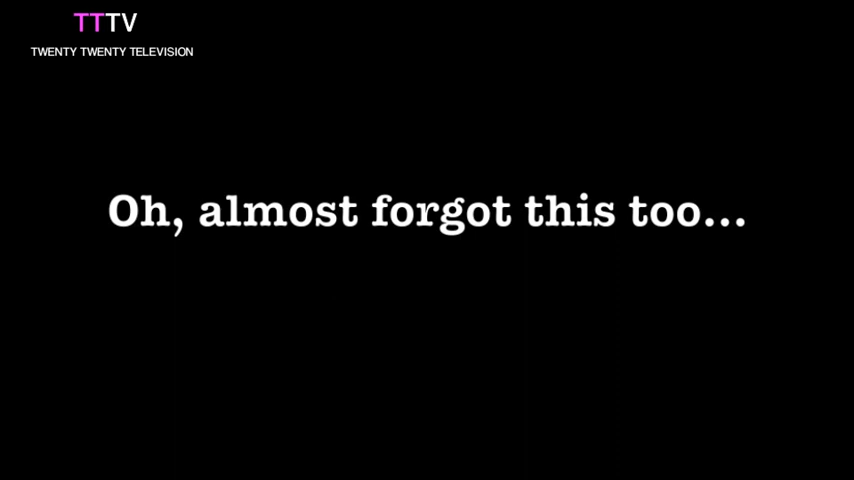 TTTV
TWENTY TWENTY TELEVISION
Oh, almost forgot this too...